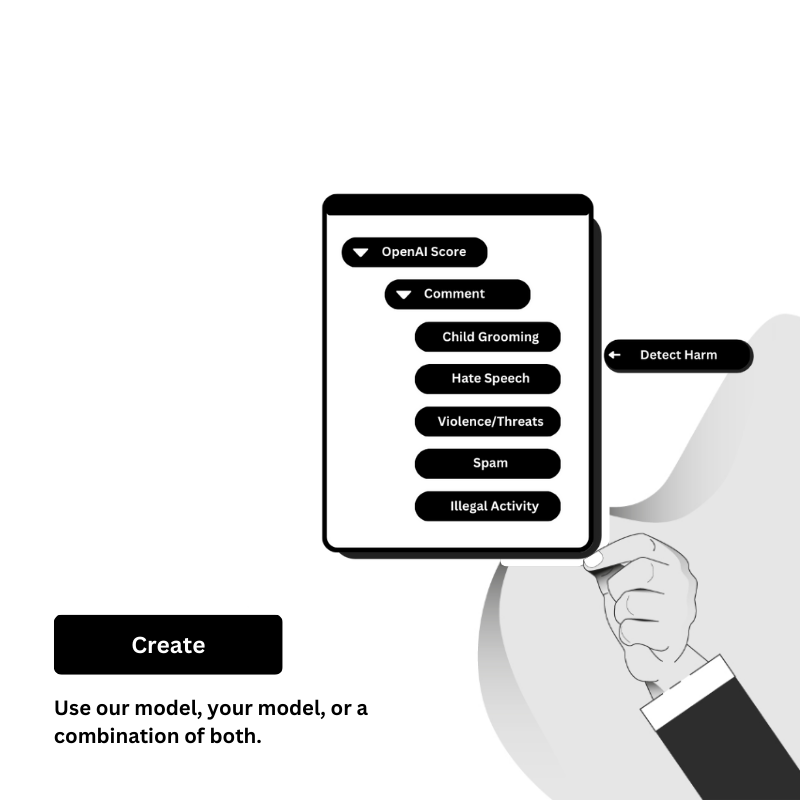 OpenAI Score
Comment
Child Grooming
Detect Harm
Hate Speech
Violence/Threats
Spam
Illegal Activity
Create
Use our model, your model, or a
combination of both.